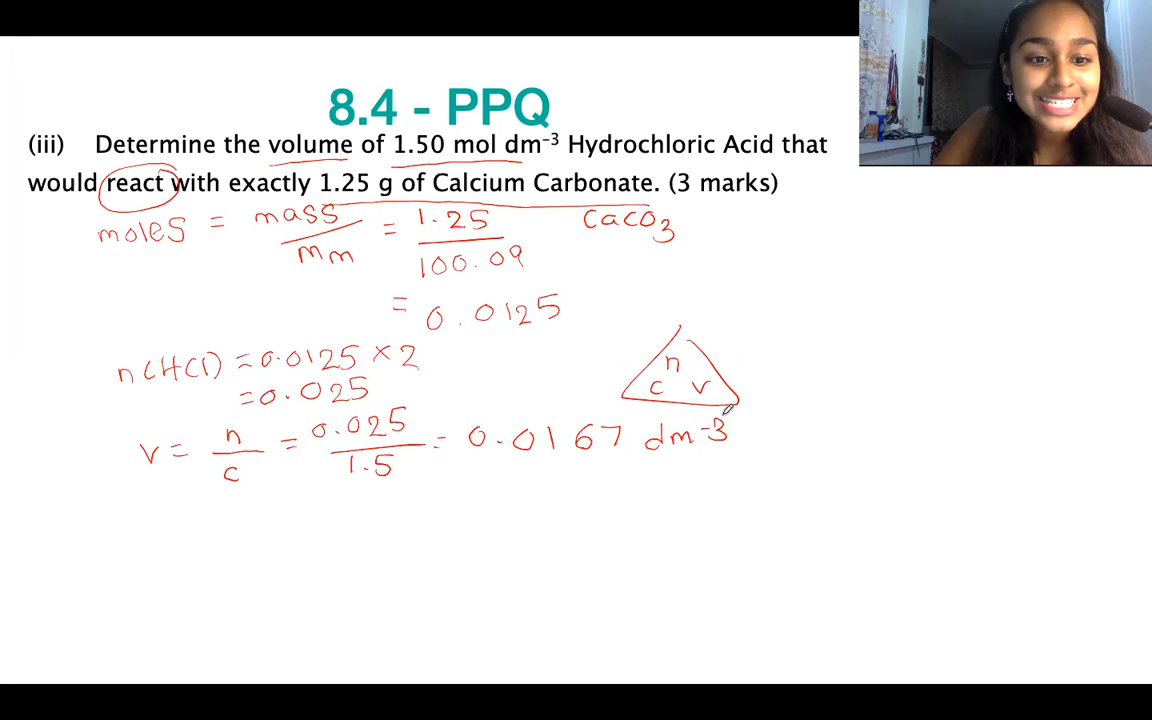 8.4 - PPQ
(iii) Determine the volume of 1.50 mol dm⁻³ Hydrochloric Acid that
would react with exactly 1.25 g of Calcium Carbonate. (3 marks)
moles = mass / Mm = 1.25 / 100.09 CaCO3
= 0.0125
n(HCl) = 0.0125 × 2
= 0.025
n
c v
v = n / c = 0.025 / 1.5 = 0.0167 dm-3